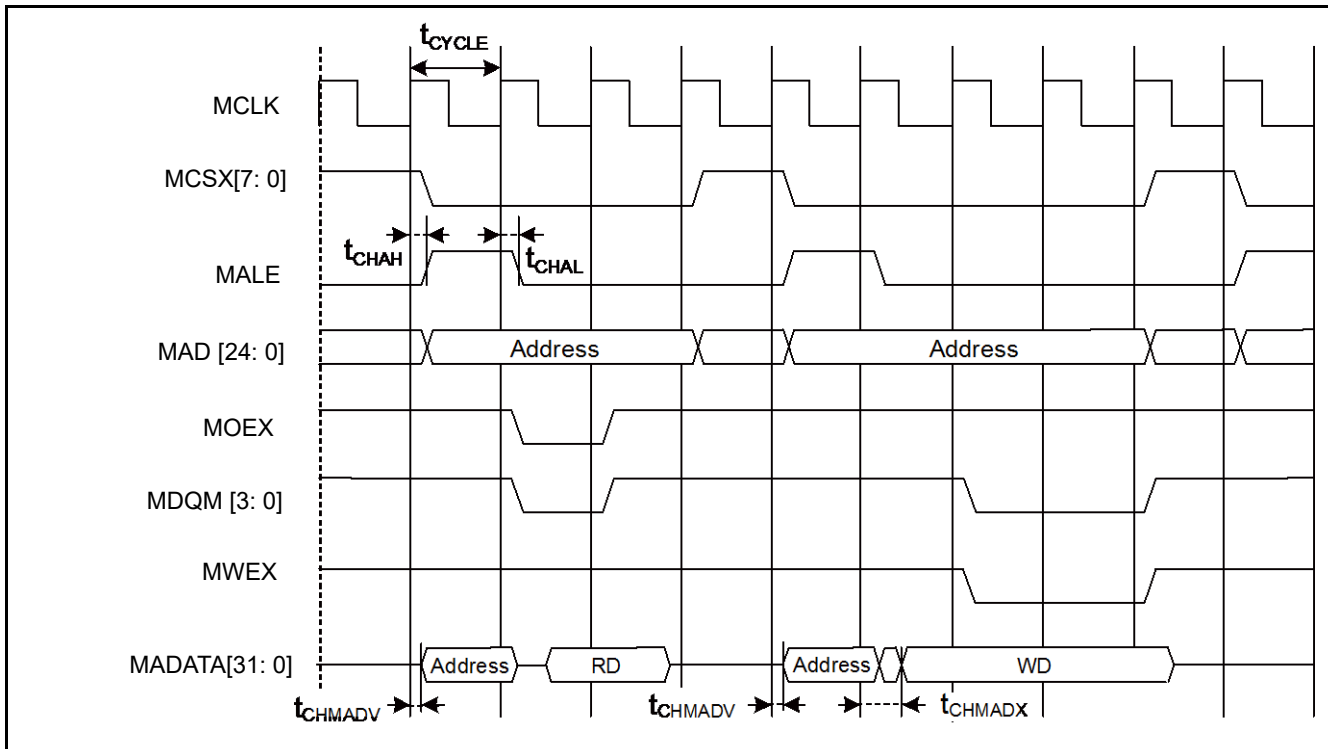 tCYCLE
MCLK
MCSX[7: 0]
tCHAH
tCHAL
MALE
MAD [24: 0]
Address
Address
MOEX
MDQM [3: 0]
MWEX
MADATA[31: 0]
Address
RD
Address
WD
tCHMADV
tCHMADV
tCHMADX